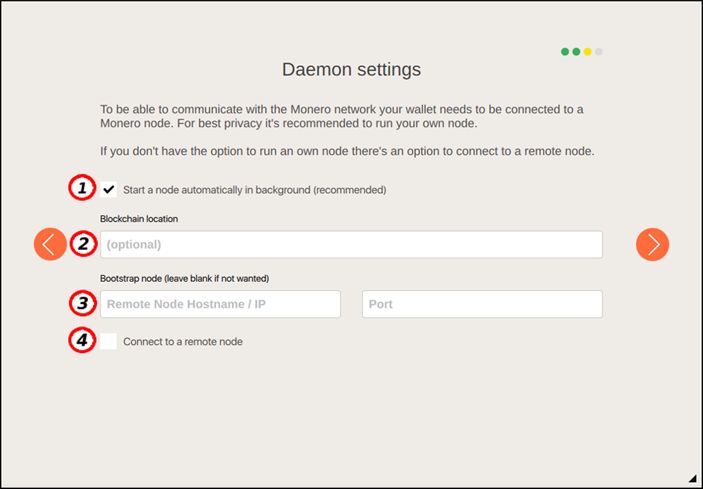 Daemon settings
To be able to communicate with the Monero network your wallet needs to be connected to a
Monero node. For best privacy it's recommended to run your own node.
If you don't have the option to run an own node there's an option to connect to a remote node.
1 Start a node automatically in background (recommended)
Blockchain location
2 (optional)
Bootstrap node (leave blank if not wanted)
3 Remote Node Hostname / IP Port
4 Connect to a remote node